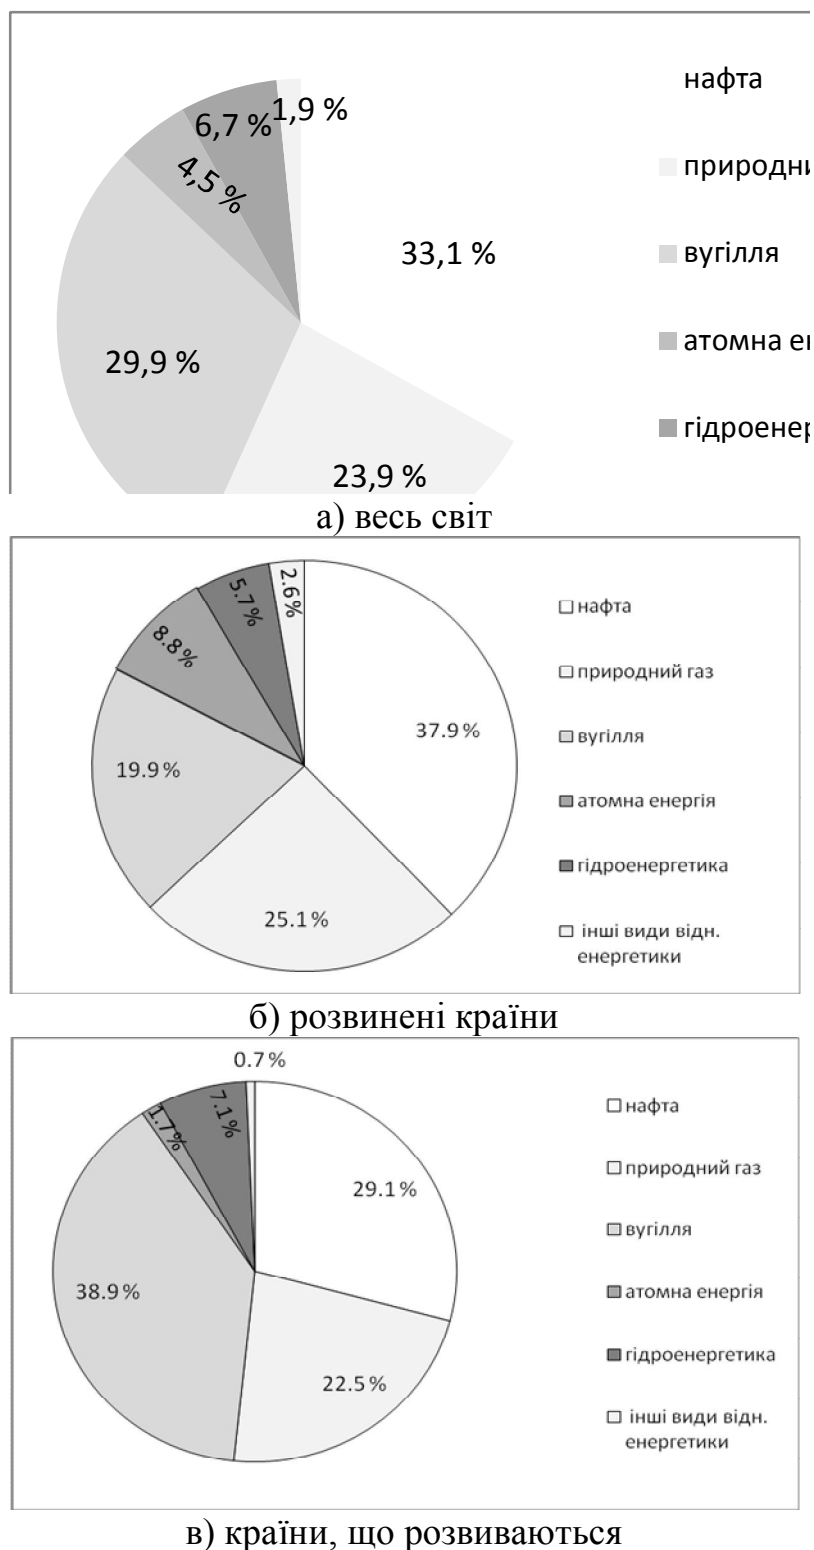 1,9 %
6,7 %
4,5 %
33,1 %
29,9 %
23,9 %
нафта
природн
вугілля
атомна е
гідроенер
а) весь світ
2.6%
5.7%
8.8%
37.9%
19.9%
25.1%
нафта
природний газ
вугілля
атомна енергія
гідроенергетика
інші види відн.
енергетики
б) розвинені країни
0.7%
7.1%
1.7%
29.1%
38.9%
22.5%
нафта
природний газ
вугілля
атомна енергія
гідроенергетика
інші види відн.
енергетики
в) країни, що розвиваються